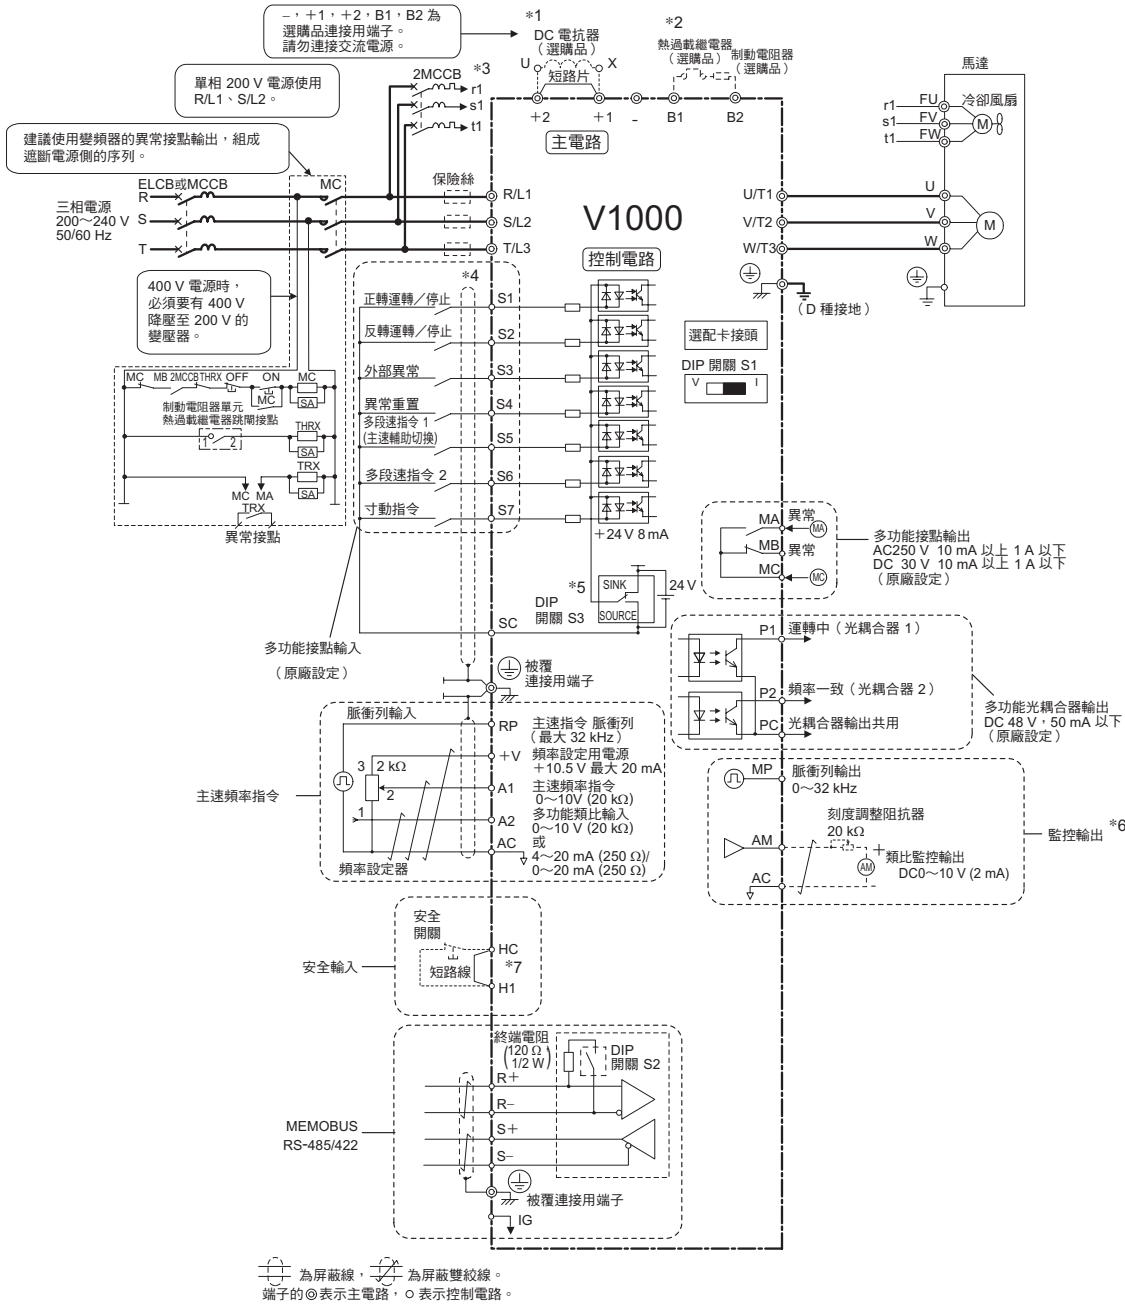 −，＋1，＋2，B1，B2 為
選購品連接用端子。
請勿連接交流電源。
*1
DC 電抗器
（選購品）
U
X
短路片
*2
熱過載繼電器
（選購品）
制動電阻器
（選購品）
馬達
單相 200 V 電源使用
R/L1、S/L2。
2MCCB
*3
r1
s1
t1
＋2
＋1
-
B1
B2
主電路
r1
FU
冷卻風扇
s1
FV
M
t1
FW
建議使用變頻器的異常接點輸出，組成
遮斷電源側的序列。
ELCB或MCCB
MC
保險絲
三相電源
200～240 V
50/60 Hz
R
S
T
R/L1
S/L2
T/L3
V1000
U/T1
V/T2
W/T3
U
V
W
M
（D 種接地）
控制電路
400 V 電源時，
必須要有 400 V
降壓至 200 V 的
變壓器。
*4
正轉運轉／停止
S1
反轉運轉／停止
S2
外部異常
S3
異常重置
S4
多段速指令 1
(主速輔助切換)
S5
多段速指令 2
S6
寸動指令
S7
＋24 V 8 mA
選配卡接頭
DIP 開關 S1
V
I
MC
MB
2MCCB
THRX
OFF
ON
MC
MC
SA
制動電阻器單元
熱過載繼電器跳閘接點
1
2
THRX
SA
TRX
SA
MC
MA
TRX
異常接點
MA
異常
MA
MB
異常
MC
MC
多功能接點輸出
AC250 V 10 mA 以上 1 A 以下
DC 30 V 10 mA 以上 1 A 以下
（原廠設定）
*5
DIP
開關 S3
SINK
SOURCE
24 V
SC
多功能接點輸入
（原廠設定）
被覆
連接用端子
P1
運轉中（光耦合器 1）
P2
頻率一致（光耦合器 2）
PC
光耦合器輸出共用
多功能光耦合器輸出
DC 48 V，50 mA 以下
（原廠設定）
主速頻率指令
脈衝列輸入
RP
主速指令 脈衝列
（最大 32 kHz）
3
2 kΩ
＋V
頻率設定用電源
＋10.5 V 最大 20 mA
2
A1
主速頻率指令
0～10V (20 kΩ)
1
A2
多功能類比輸入
0～10 V (20 kΩ)
或
4～20 mA (250 Ω)/
0～20 mA (250 Ω)
AC
頻率設定器
MP
脈衝列輸出
0～32 kHz
刻度調整阻抗器
20 kΩ
AM
＋
AM
類比監控輸出
DC0～10 V (2 mA)
AC
監控輸出
*6
安全輸入
安全
開關
短路線
HC
*7
H1
MEMOBUS
RS-485/422
終端電阻
(120 Ω，
1/2 W)
DIP
開關 S2
R＋
R−
S＋
S−
被覆連接用端子
IG
為屏蔽線，
為屏蔽雙絞線。
端子的◎表示主電路，○ 表示控制電路。